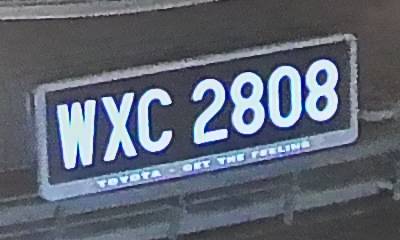 WXC 2808
TOYOTA - GET THE FEELING